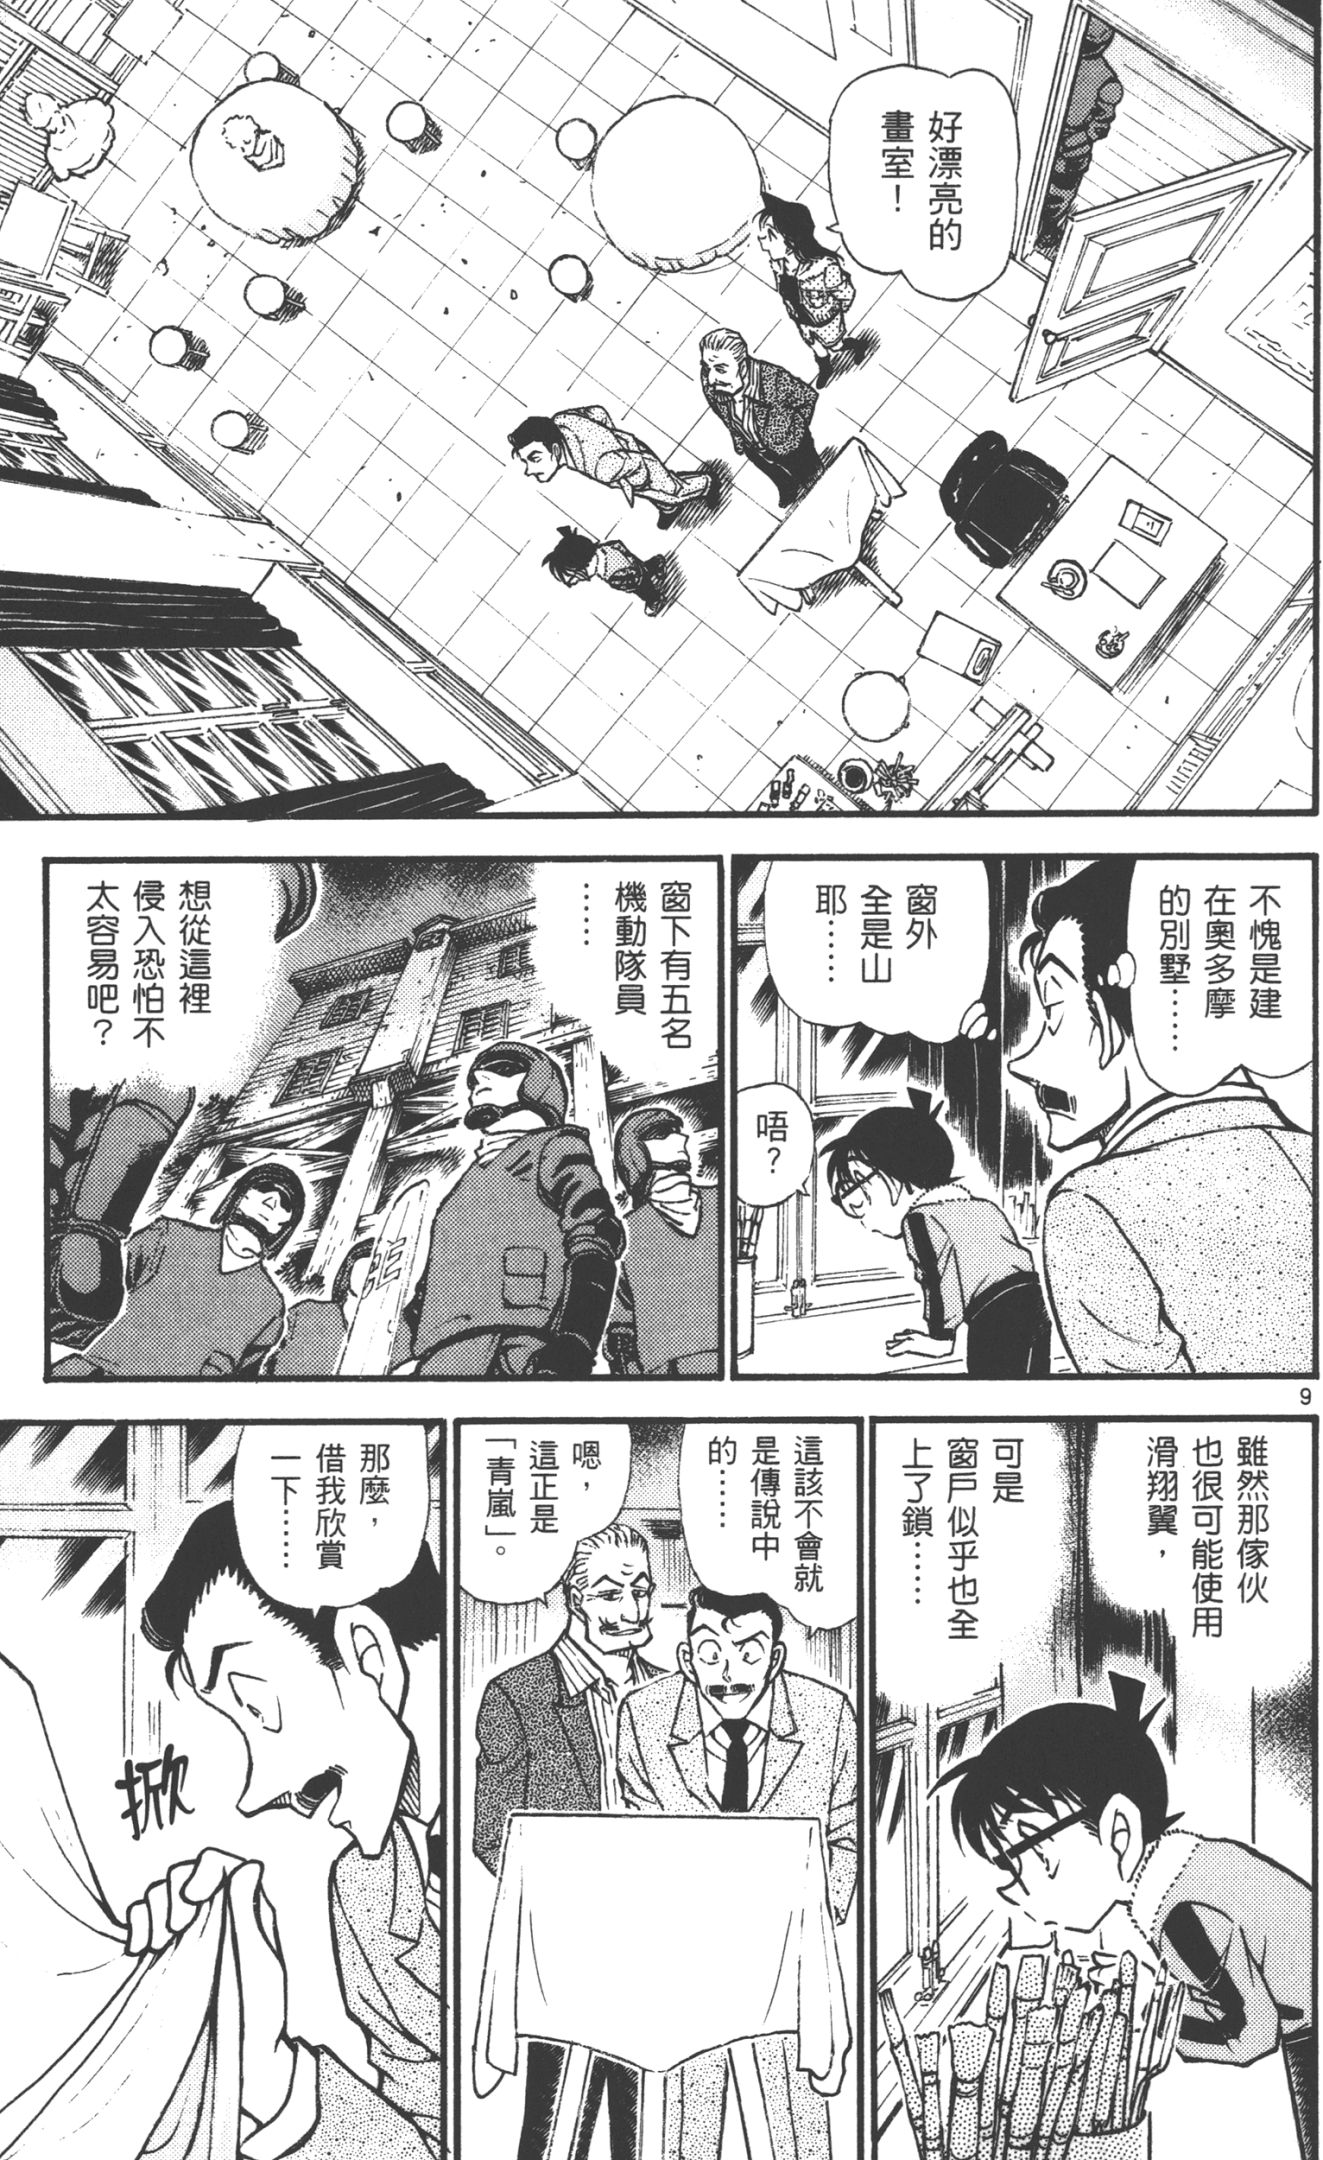 好漂亮的
畫室！
不愧是建
在奧多摩
的別墅……
窗外
全是山
耶……
唔？
窗下有五名
機動隊員
……
想從這裡
侵入恐怕不
太容易吧？
9
雖然那傢伙
也很可能使用
滑翔翼，
可是
窗戶似乎也全
上了鎖……
這該不會就
是傳說中
的……
嗯，
這正是
「青嵐」。
那麼，
借我欣賞
一下……
掀